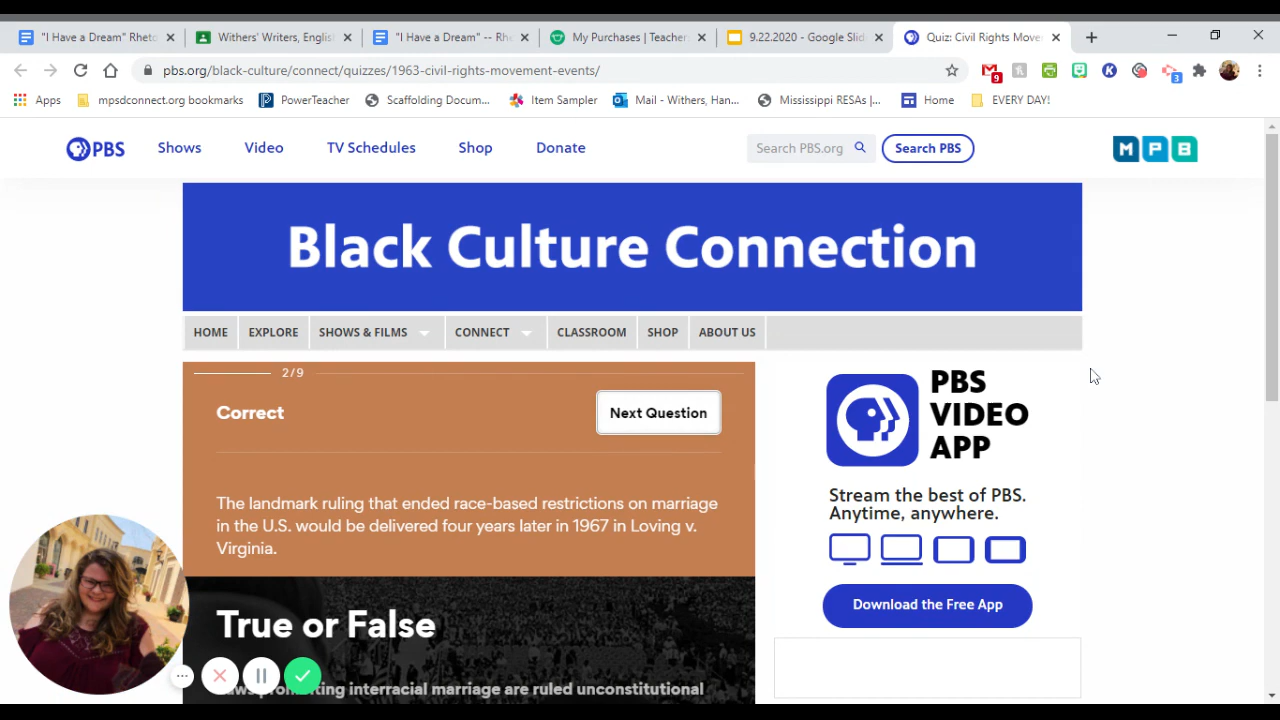 "I Have a Dream" Rheto
Withers' Writers, Englis
"I Have a Dream" -- Rhe
My Purchases | Teacher
9.22.2020 - Google Slid
Quiz: Civil Rights Move
pbs.org/black-culture/connect/quizzes/1963-civil-rights-movement-events/
9
3
Apps
mpsdconnect.org bookmarks
PowerTeacher
Scaffolding Docum...
Item Sampler
Mail - Withers, Han...
Mississippi RESAs |...
Home
EVERY DAY!
PBS
Shows
Video
TV Schedules
Shop
Donate
Search PBS.org
Search PBS
MPB
Black Culture Connection
HOME
EXPLORE
SHOWS & FILMS
CONNECT
CLASSROOM
SHOP
ABOUT US
2/9
Correct
Next Question
The landmark ruling that ended race-based restrictions on marriage
in the U.S. would be delivered four years later in 1967 in Loving v.
Virginia.
True or False
interracial marriage are ruled unconstitutional
PBS
VIDEO
APP
Stream the best of PBS.
Anytime, anywhere.
Download the Free App